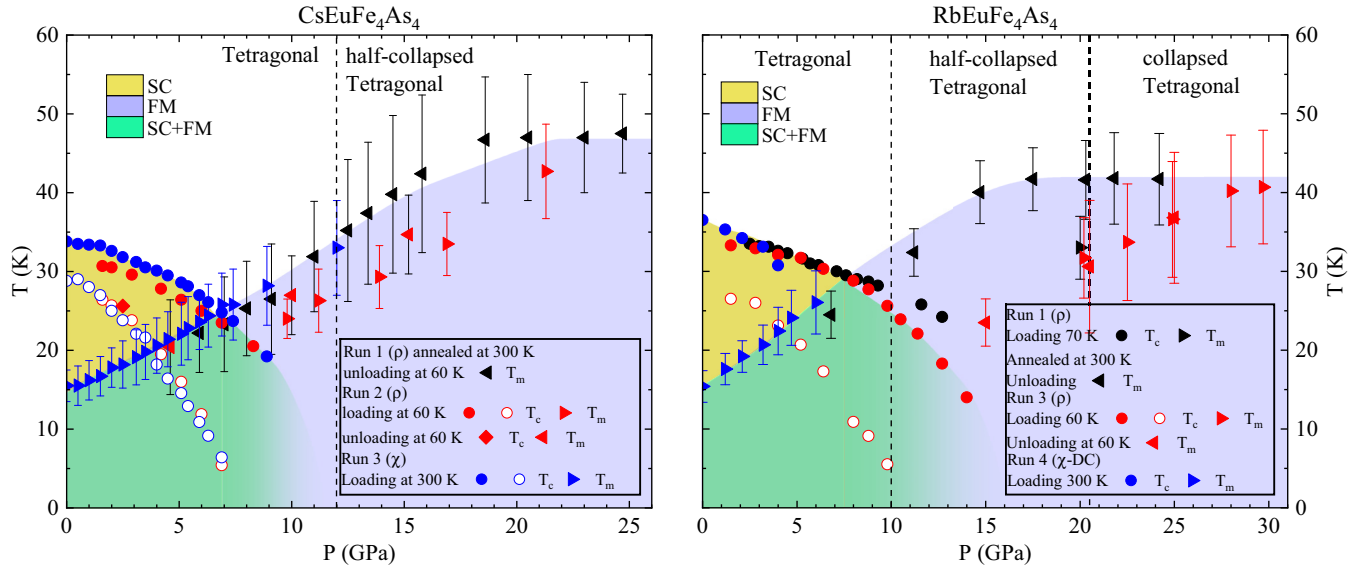 CsEuFe₄As₄
60
50
40
30
20
10
0
T (K)
0 5 10 15 20 25
P (GPa)
Tetragonal
half-collapsed
Tetragonal
SC
FM
SC+FM
Run 1 (ρ) annealed at 300 K
unloading at 60 K Tm
Run 2 (ρ)
loading at 60 K Tc Tm
unloading at 60 K Tc Tm
Run 3 (χ)
Loading at 300 K Tc Tm
RbEuFe₄As₄
Tetragonal
half-collapsed
Tetragonal
collapsed
Tetragonal
SC
FM
SC+FM
Run 1 (ρ)
Loading 70 K Tc Tm
Annealed at 300 K
Unloading Tm
Run 3 (ρ)
Loading 60 K Tc Tm
Unloading at 60 K Tm
Run 4 (χ-DC)
Loading 300 K Tc Tm
60
50
40
30
20
10
0
T (K)
0 5 10 15 20 25 30
P (GPa)